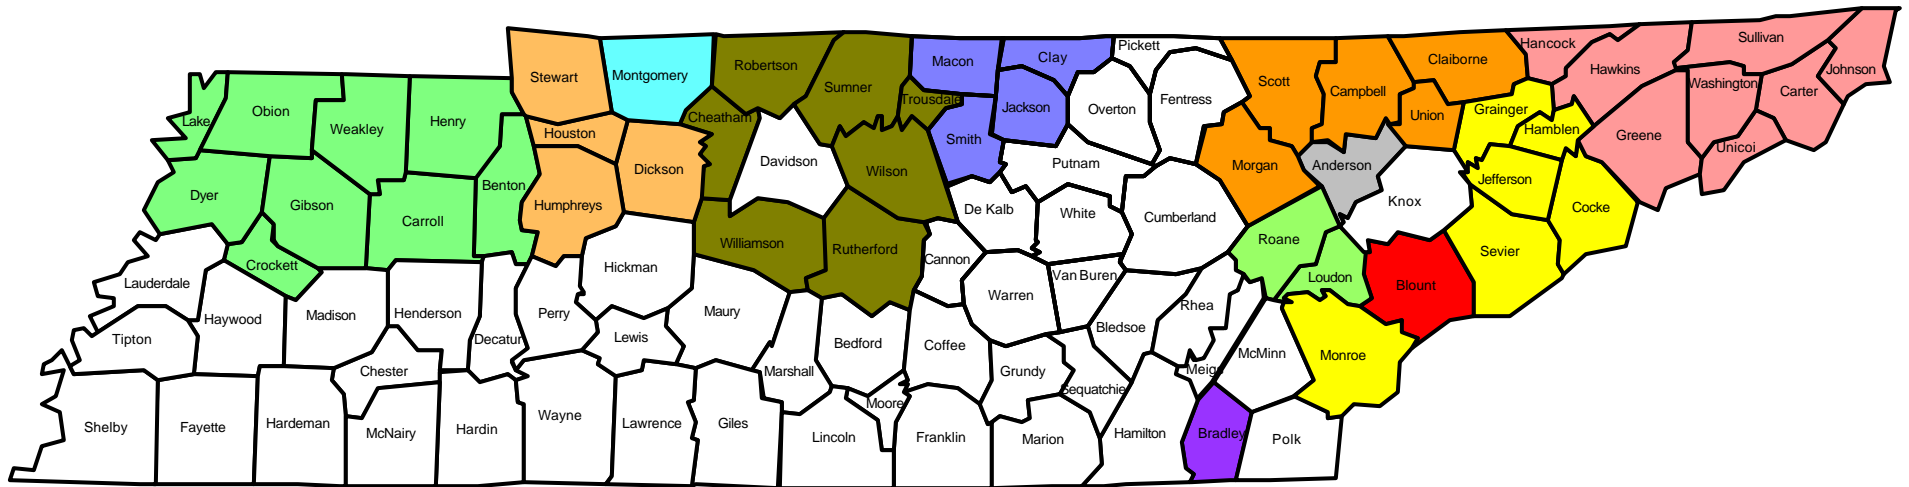 Pickett
Sullivan
Hancock
Stewart
Montgomery
Robertson
Macon
Clay
Claiborne
Hawkins
Johnson
Scott
Campbell
Washington
Carter
Sumner
Trousdale
Jackson
Overton
Fentress
Union
Grainger
Lake
Obion
Weakley
Henry
Houston
Cheatham
Hamblen
Greene
Unicoi
Smith
Davidson
Putnam
Morgan
Anderson
Dickson
Wilson
Jefferson
Benton
Dyer
Gibson
Carroll
Humphreys
De Kalb
White
Cumberland
Knox
Cocke
Williamson
Rutherford
Roane
Sevier
Crockett
Hickman
Cannon
Van Buren
Loudon
Lauderdale
Blount
Warren
Rhea
Haywood
Madison
Henderson
Perry
Maury
Bledsoe
Tipton
Decatur
Lewis
Bedford
Coffee
McMinn
Monroe
Chester
Marshall
Grundy
Meigs
Sequatchie
Moore
Shelby
Fayette
Hardeman
McNairy
Hardin
Wayne
Lawrence
Giles
Lincoln
Franklin
Marion
Hamilton
Bradley
Polk